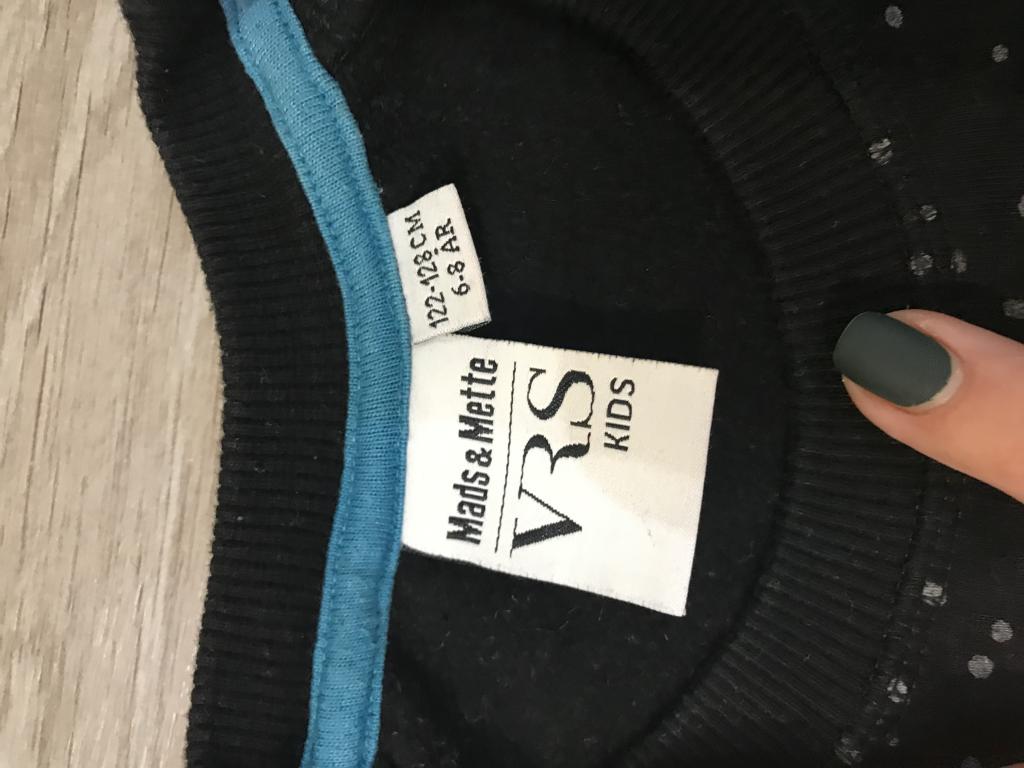 122-128 CM
6-8 ÅR
Mads & Mette
VRS
KIDS